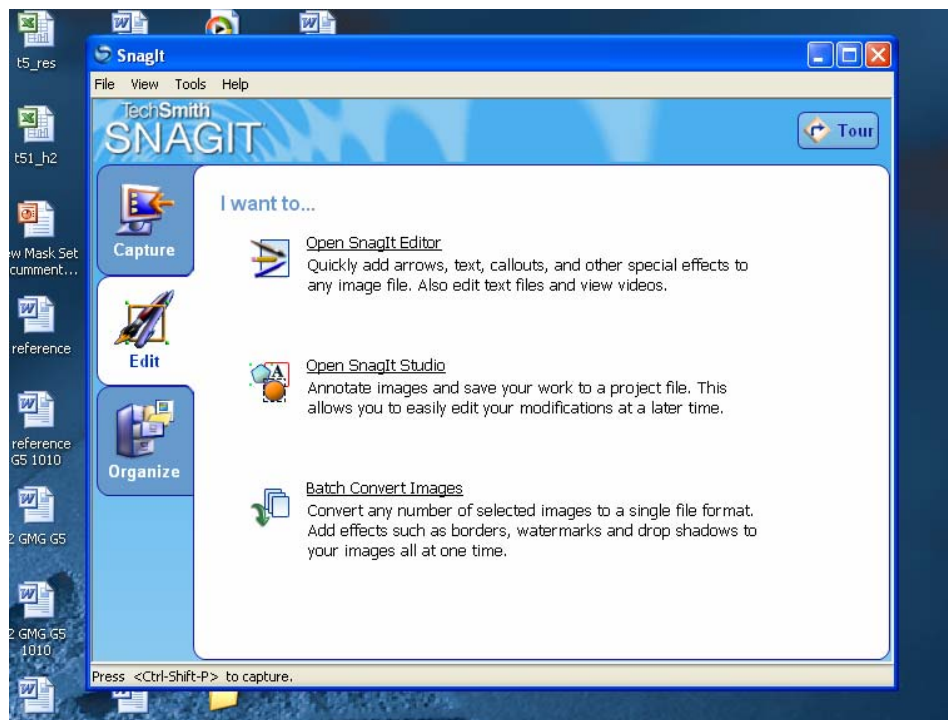 t5_res
t51_h2
Mask Set
reference
reference
G5 1010
GMG G5
GMG G5
1010
SnagIt
File View Tools Help
TechSmith
SNAGIT
Tour
Capture
Edit
Organize
I want to...
Open SnagIt Editor
Quickly add arrows, text, callouts, and other special effects to
any image file. Also edit text files and view videos.
Open SnagIt Studio
Annotate images and save your work to a project file. This
allows you to easily edit your modifications at a later time.
Batch Convert Images
Convert any number of selected images to a single file format.
Add effects such as borders, watermarks and drop shadows to
your images all at one time.
Press <Ctrl-Shift-P> to capture.